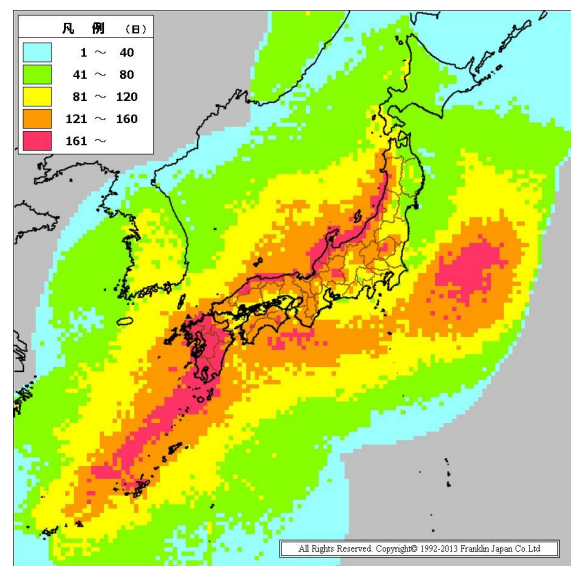 凡 例 (日)
1 ～ 40
41 ～ 80
81 ～ 120
121 ～ 160
161 ～
All Rights Reserved. Copyright© 1992-2013 Franklin Japan Co.Ltd